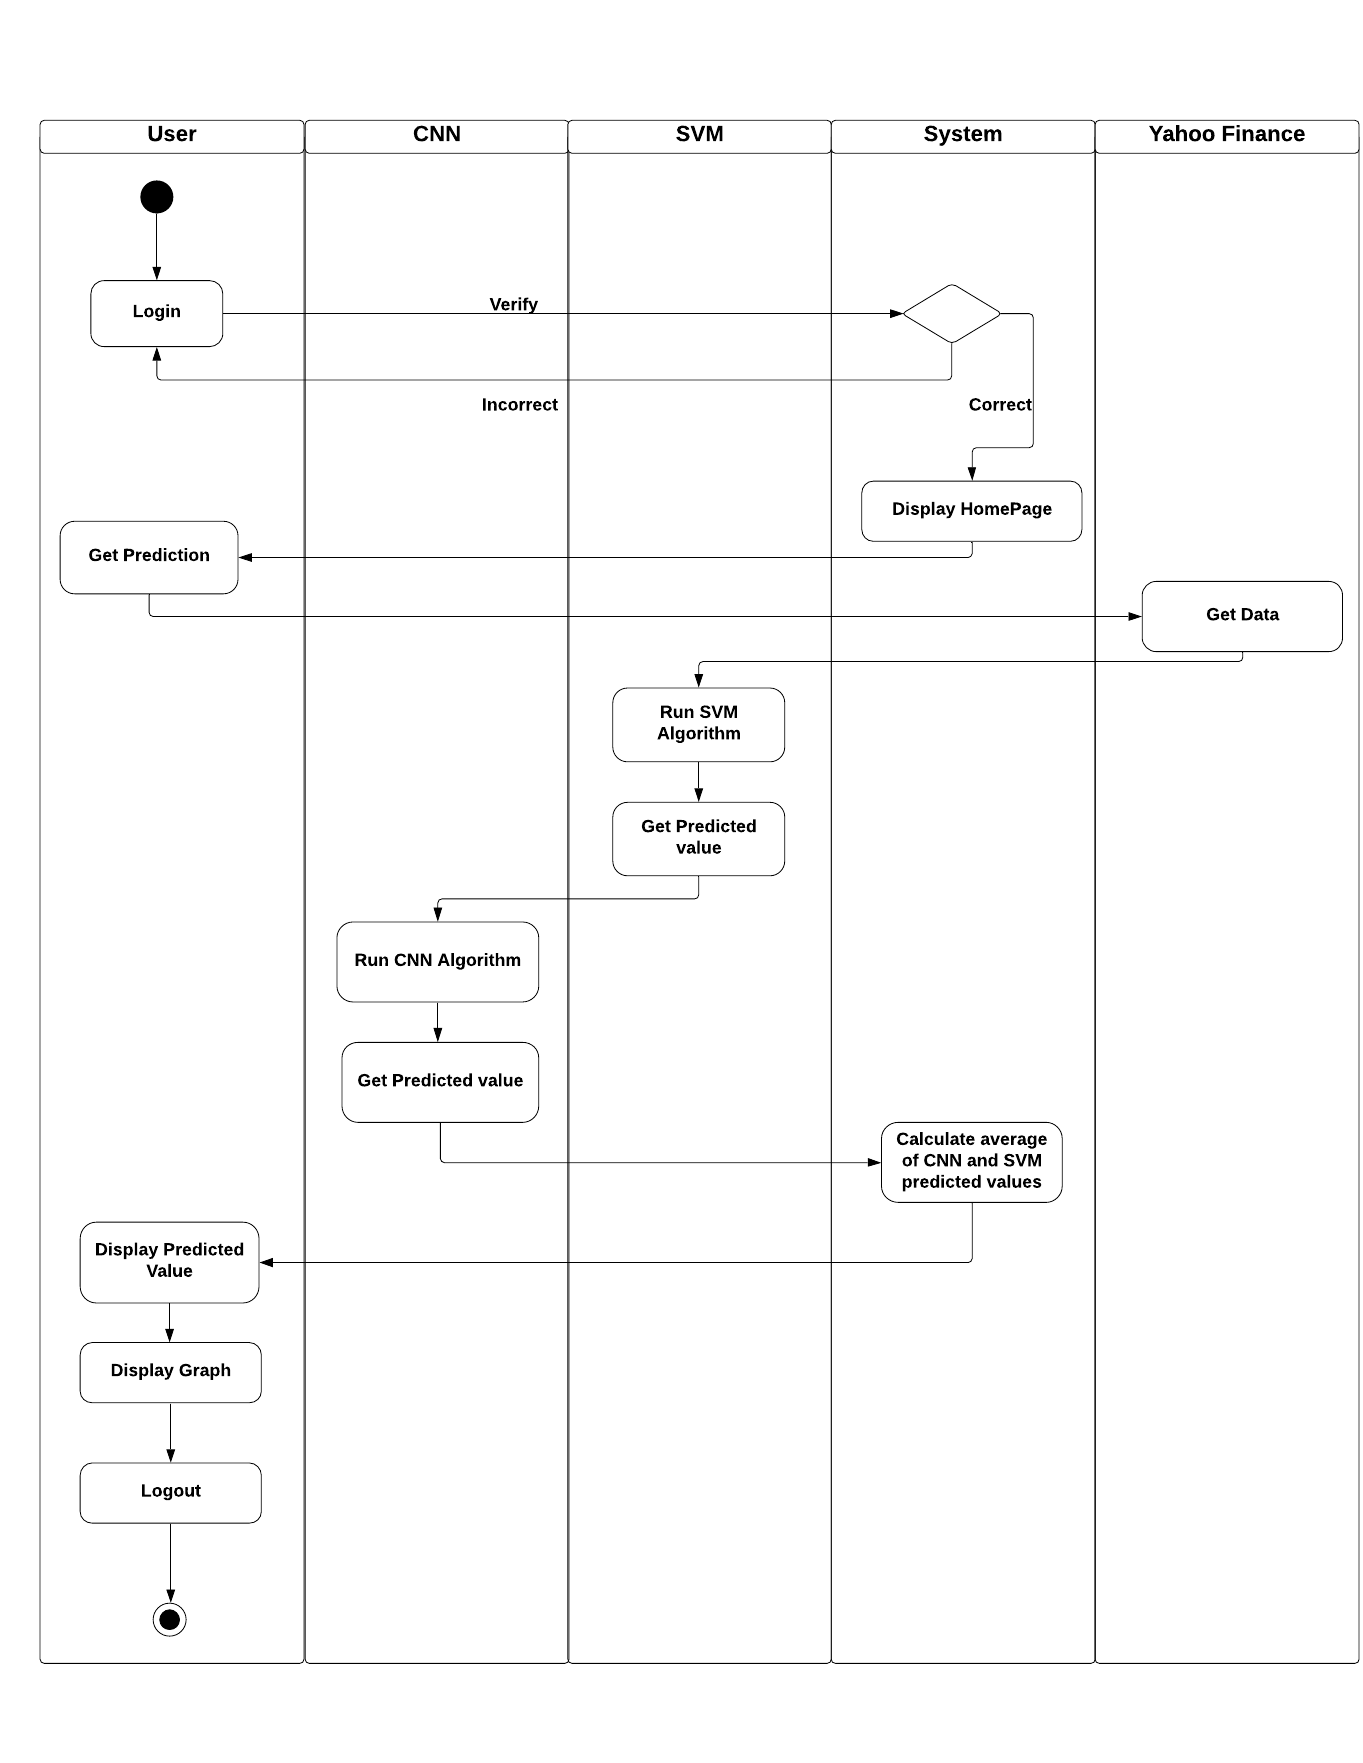 User
CNN
SVM
System
Yahoo Finance
Login
Verify
Incorrect
Correct
Display HomePage
Get Prediction
Get Data
Run SVM
Algorithm
Get Predicted
value
Run CNN Algorithm
Get Predicted value
Calculate average
of CNN and SVM
predicted values
Display Predicted
Value
Display Graph
Logout